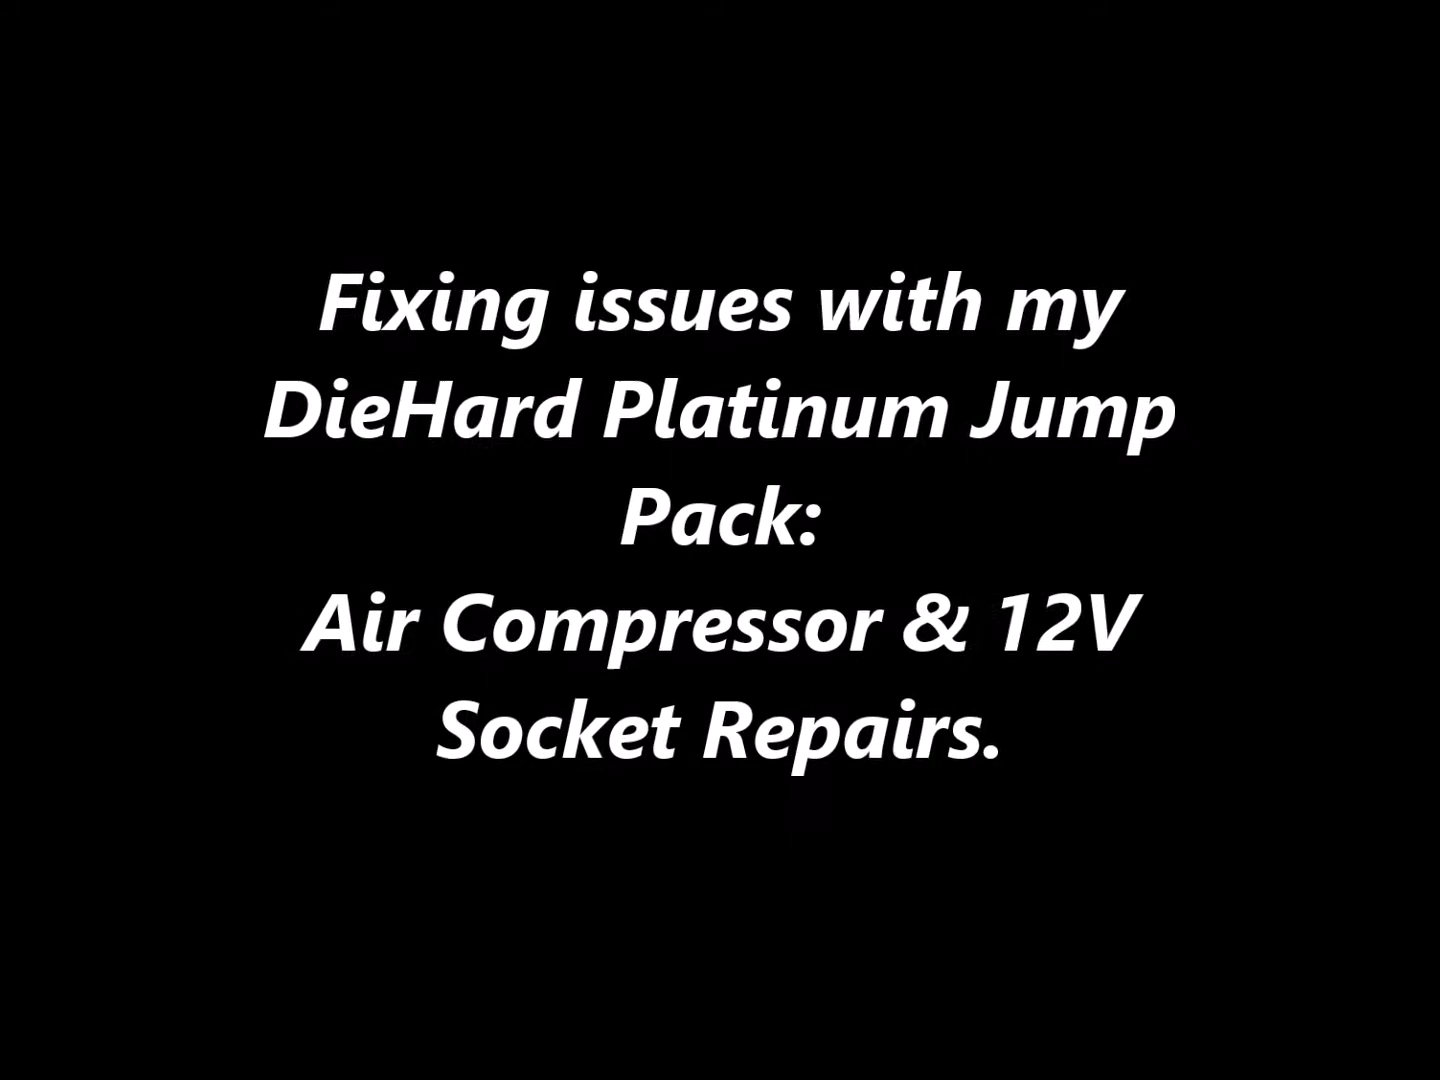 Fixing issues with my
DieHard Platinum Jump
Pack:
Air Compressor & 12V
Socket Repairs.